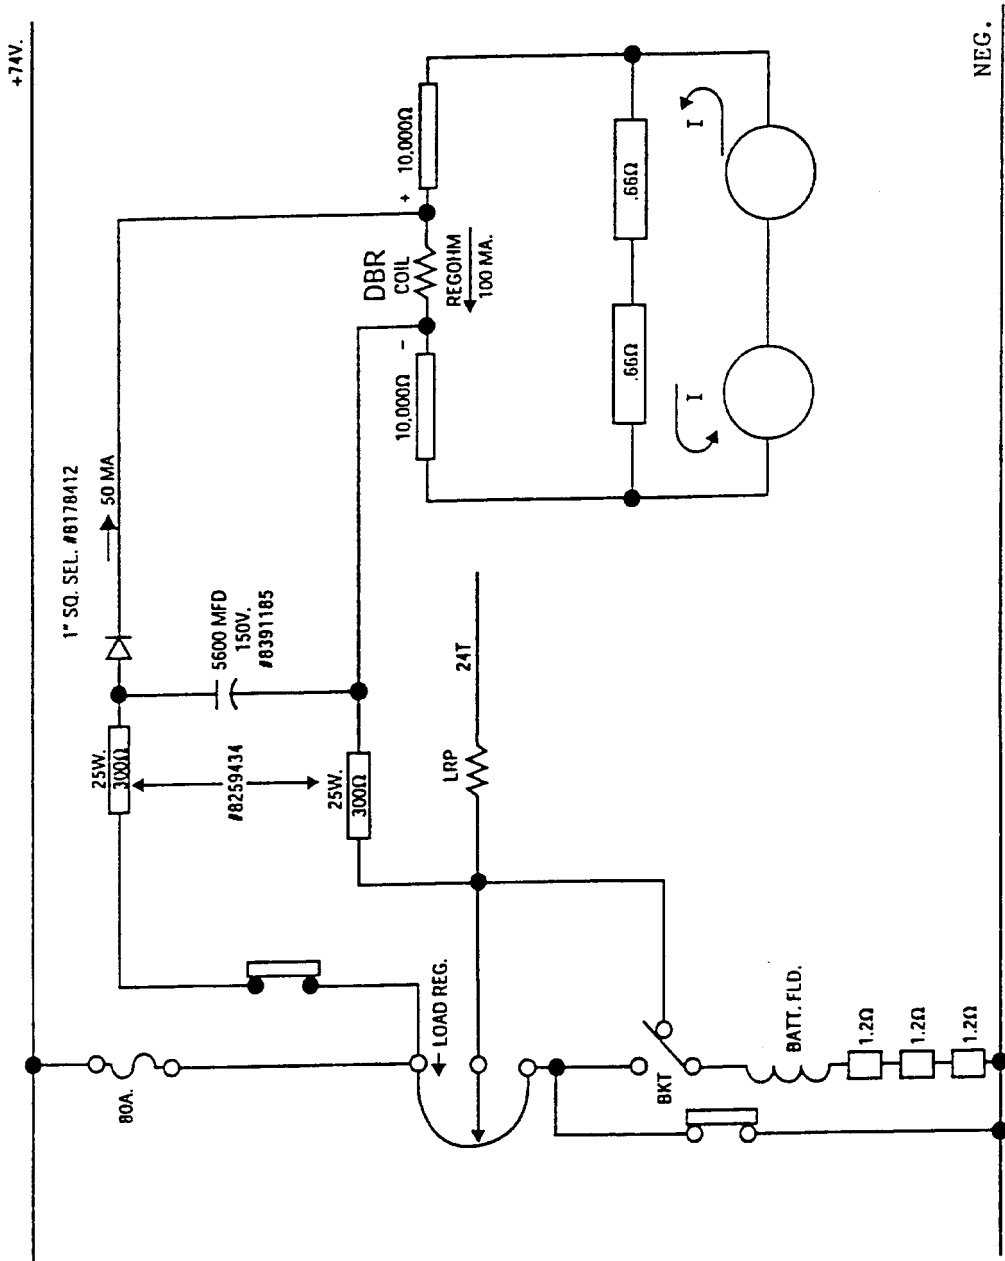 +74V.
NEG.
80A.
1" SQ. SEL. #8178412
50 MA
25W.
300Ω
#8259434
5600 MFD
150V.
#8391185
25W.
300Ω
DBR
COIL
REGOHM
100 MA.
+
−
10,000Ω
10,000Ω
.66Ω
.66Ω
I
I
LRP
24T
LOAD REG.
BKT
BATT. FLD.
1.2Ω
1.2Ω
1.2Ω